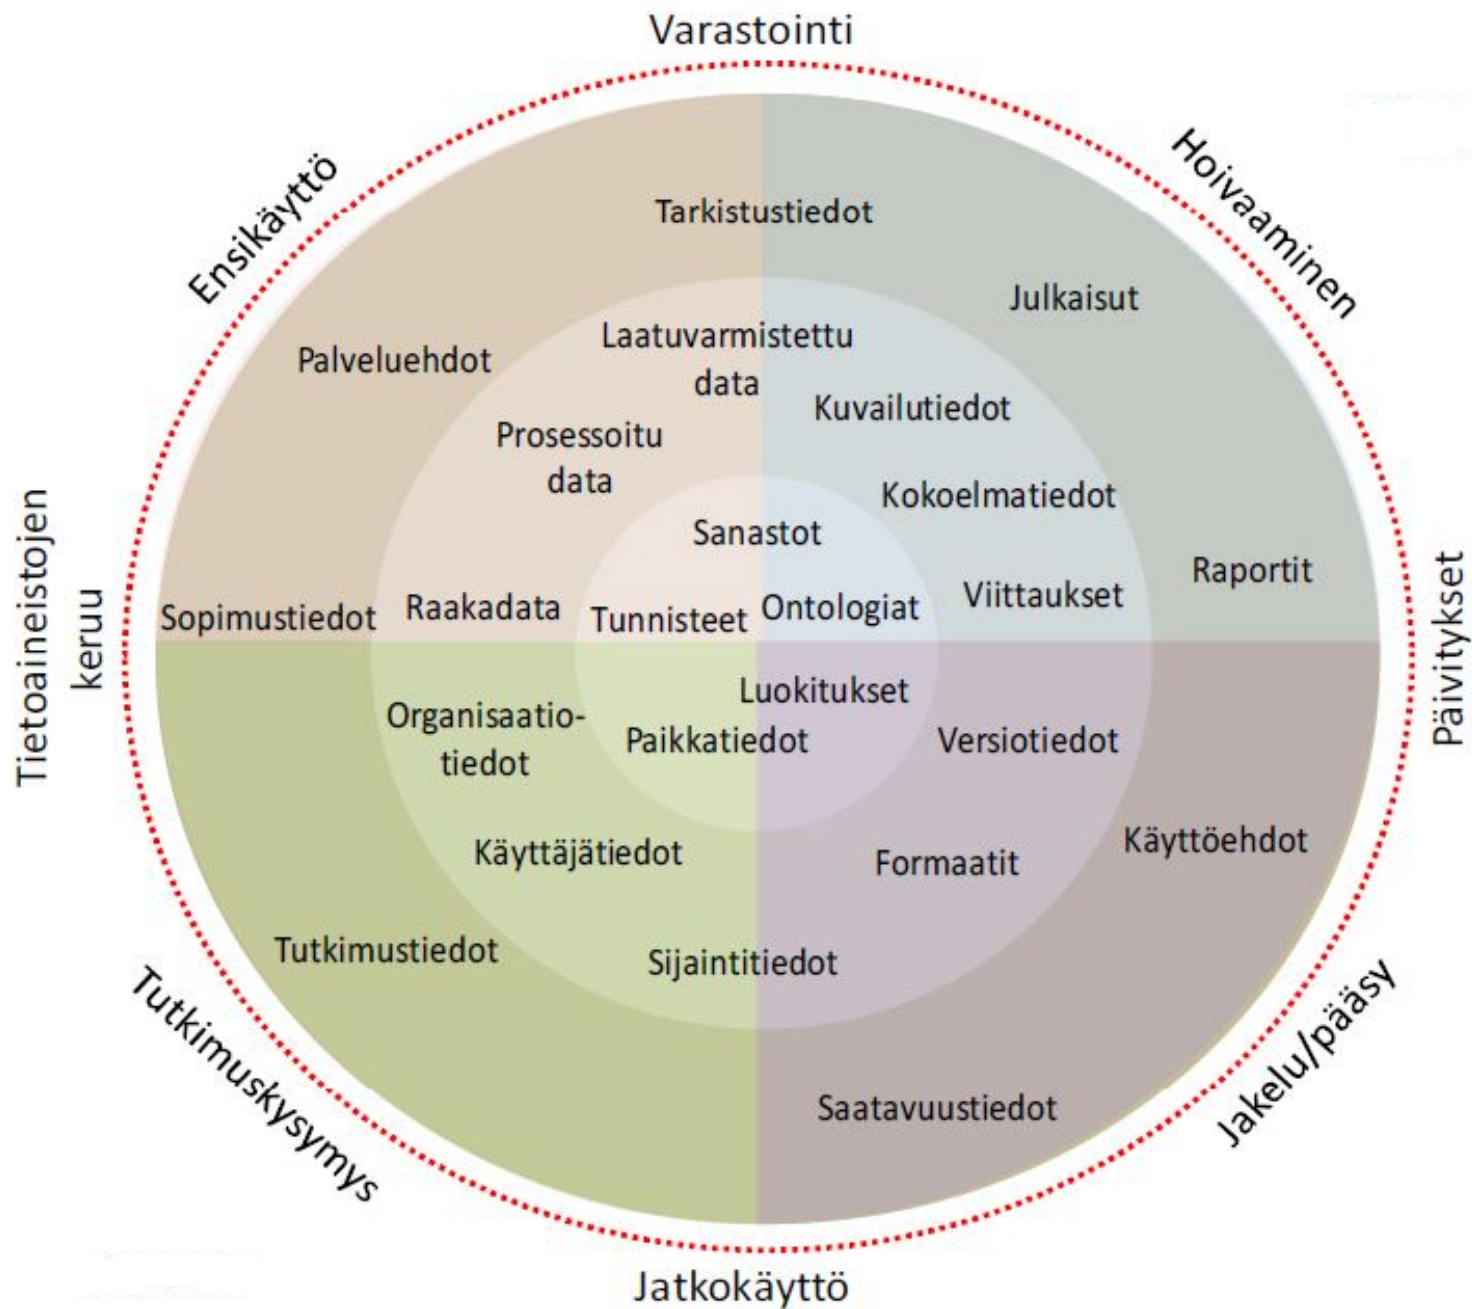 Varastointi
Ensikäyttö
Hoivaaminen
Tarkistustiedot
Julkaisut
Palveluehdot
Laatuvarmistettu
data
Kuvailutiedot
Prosessoitu
data
Kokoelmatiedot
Sanastot
Raportit
Viittaukset
Tietoaineistojen
keruu
Sopimustiedot
Raakadata
Tunnisteet
Ontologiat
Päivitykset
Luokitukset
Organisaatio-
tiedot
Paikkatiedot
Versiotiedot
Käyttöehdot
Käyttäjätiedot
Formaatit
Tutkimustiedot
Sijaintitiedot
Tutkimuskysymys
Jakelu/pääsy
Saatavuustiedot
Jatkokäyttö